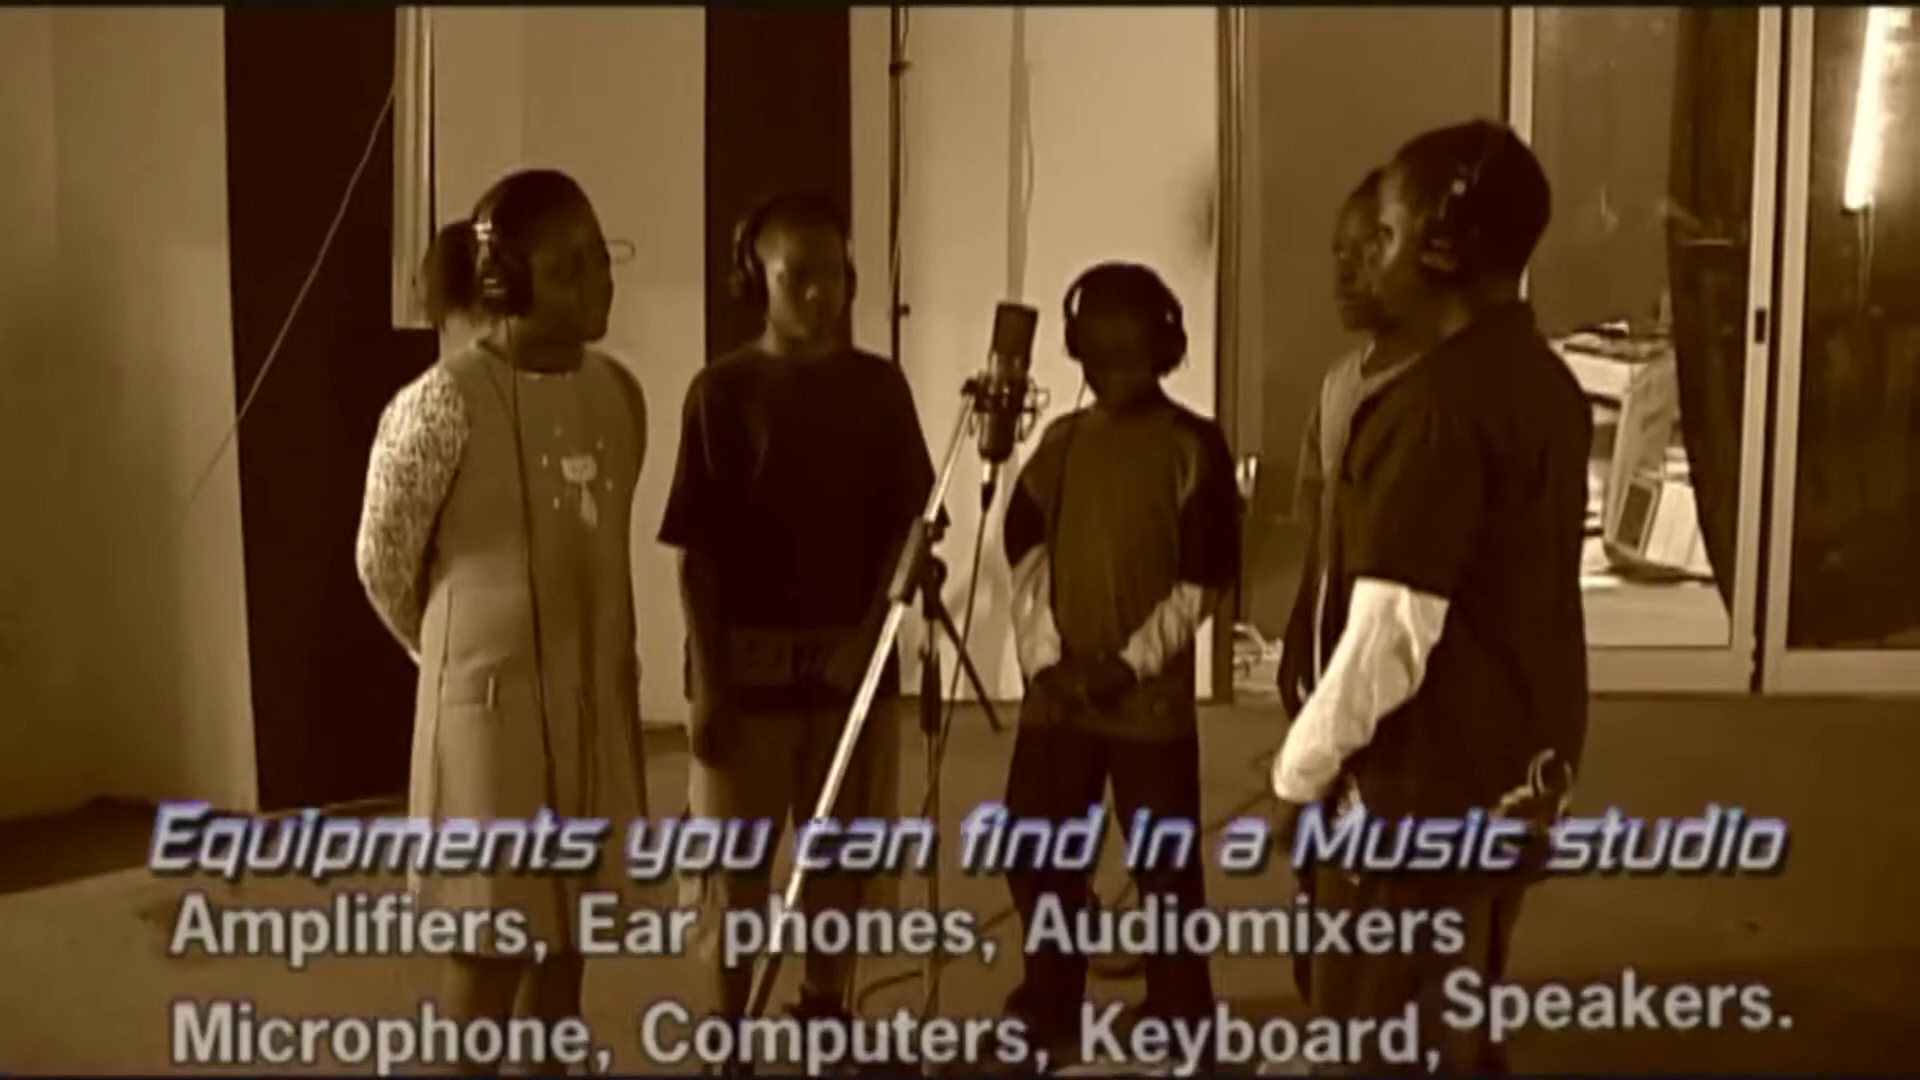 Equipments you can find in a Music studio
Amplifiers, Ear phones, Audiomixers
Microphone, Computers, Keyboard, Speakers.